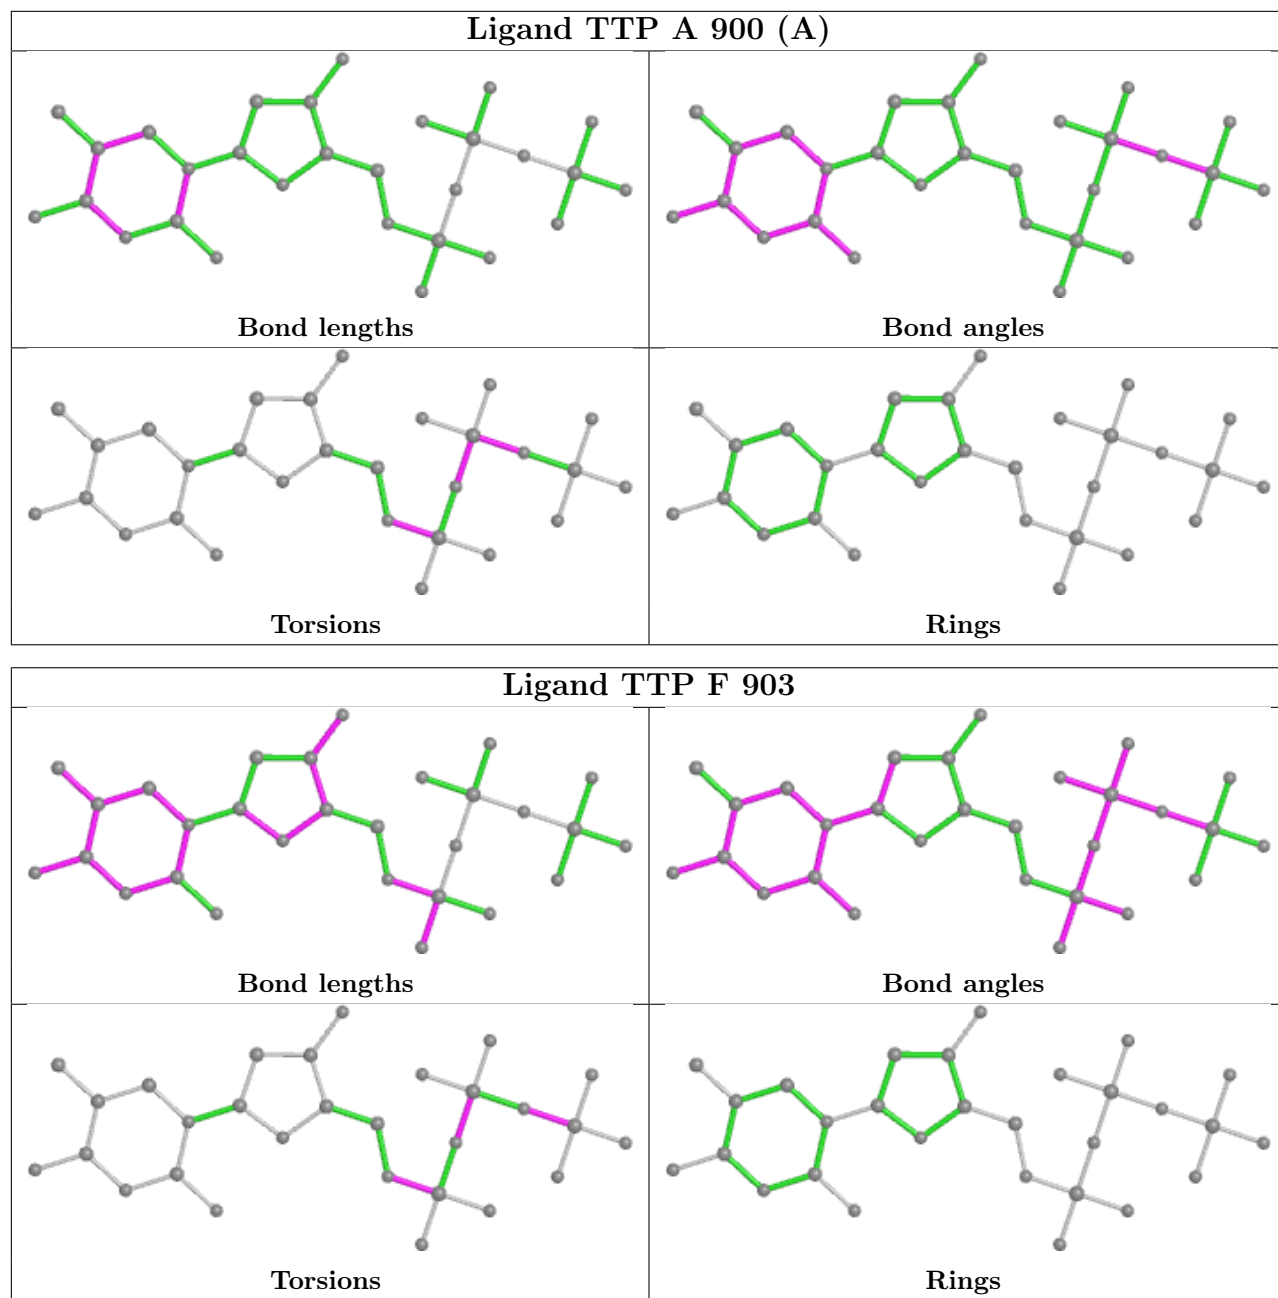 Ligand TTP A 900 (A)
Bond lengths
Bond angles
Torsions
Rings
Ligand TTP F 903
Bond lengths
Bond angles
Torsions
Rings